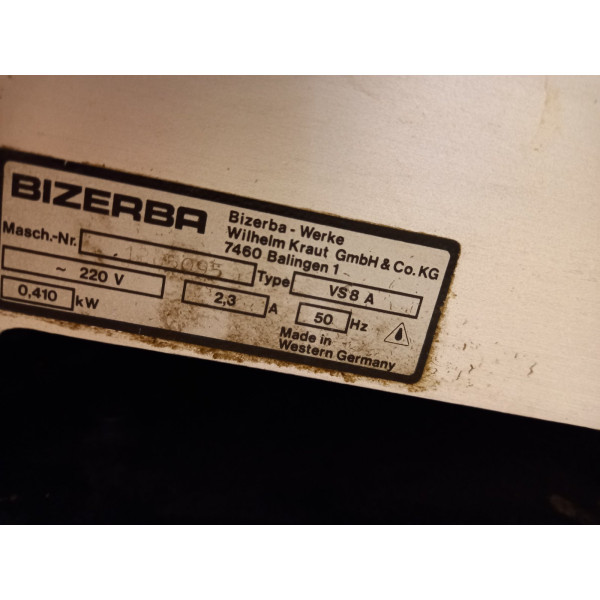 BIZERBA
Bizerba - Werke
Wilhelm Kraut GmbH & Co. KG
7460 Balingen 1
Masch.-Nr.
Type VS 8 A
~ 220 V 2,3 A 50 Hz
0,410 kW
Made in
Western Germany